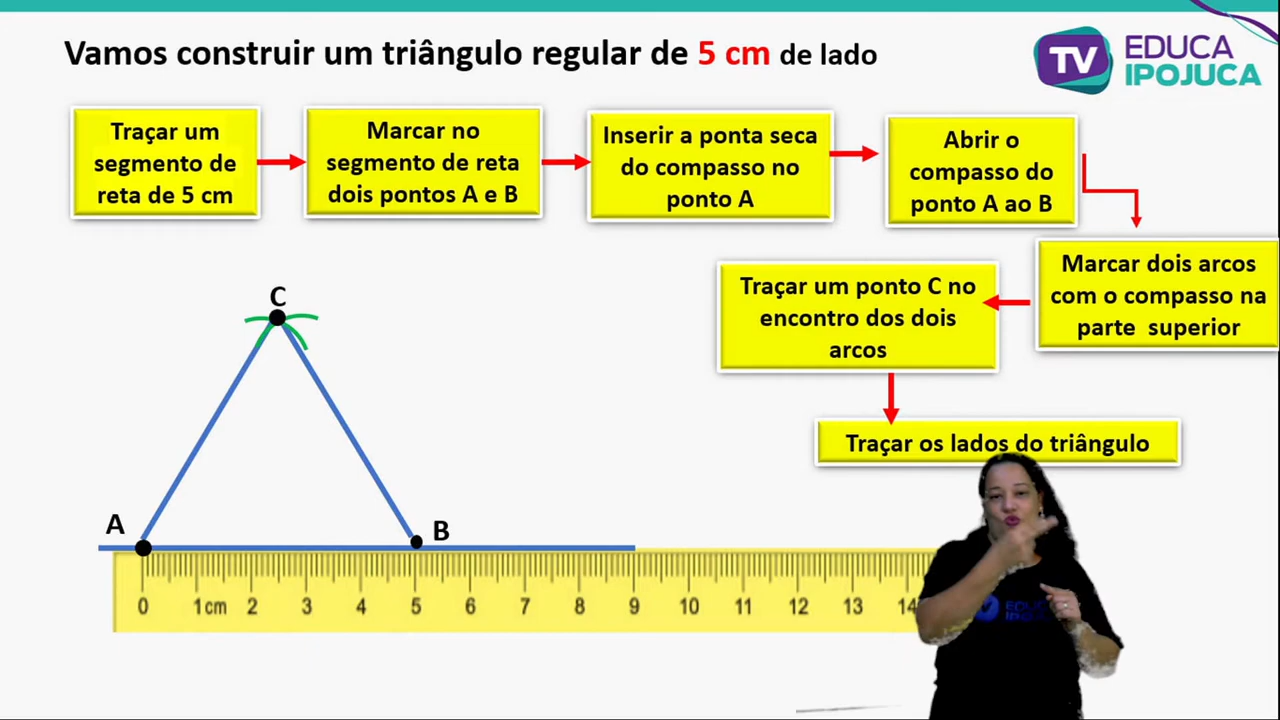 Vamos construir um triângulo regular de 5 cm de lado
TV
EDUCA
IPOJUCA
Traçar um
segmento de
reta de 5 cm
Marcar no
segmento de reta
dois pontos A e B
Inserir a ponta seca
do compasso no
ponto A
Abrir o
compasso do
ponto A ao B
Marcar dois arcos
com o compasso na
parte superior
Traçar um ponto C no
encontro dos dois
arcos
Traçar os lados do triângulo
C
A
B
0 1cm 2 3 4 5 6 7 8 9 10 11 12 13 14